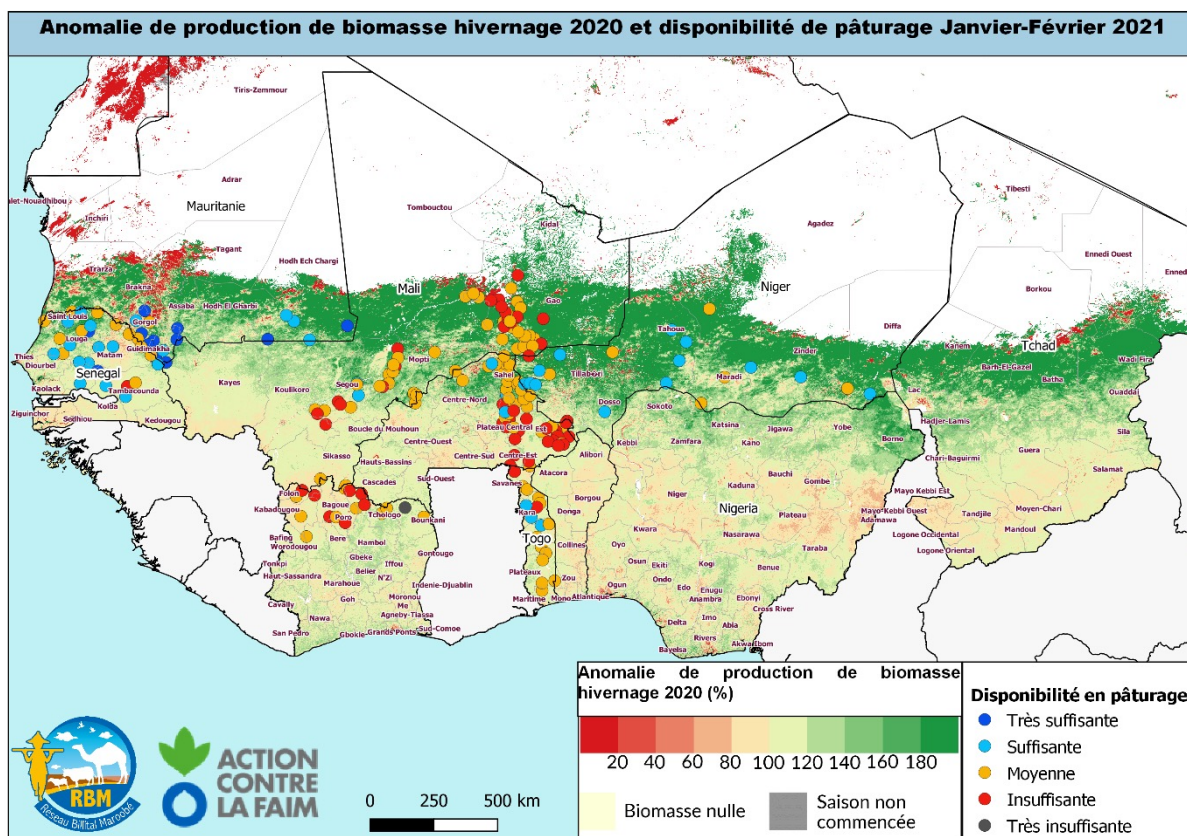 Anomalie de production de biomasse hivernage 2020 et disponibilité de pâturage Janvier-Février 2021
Tiris-Zemmour
Adrar
Mauritanie
Inchiri
Tagant
Trarza
Brakna
Hodh Ech Chargi
Assaba
Hodh El Gharbi
Gorgol
Guidimakha
Tombouctou
Kidal
Mali
Gao
Agadez
Niger
Tibesti
Ennedi Ouest
Borkou
Diffa
Kanem
Tchad
Wadi Fira
Barh-El-Gazel
Batha
Ouaddaï
Lac
Hadjer-Lamis
Sila
Guera
Chari-Baguirmi
Salamat
Mayo Kebbi Est
Mayo-Kebbi Ouest
Adamawa
Tandjile
Moyen-Chari
Mandoul
Logone Occidental
Logone Oriental
Saint Louis
Louga
Thies
Diourbel
Matam
Senegal
Kaolack
Tambacounda
Kolda
Ziguinchor
Sedhiou
Kedougou
Kayes
Koulikoro
Segou
Mopti
Sikasso
Sahel
Centre-Nord
Boucle du Mouhoun
Plateau Central
Est
Centre-Ouest
Centre-Sud
Centre-Est
Hauts-Bassins
Cascades
Sud-Ouest
Tahoua
Tillabéri
Maradi
Zinder
Dosso
Sokoto
Katsina
Jigawa
Yobe
Borno
Kebbi
Zamfara
Kano
Alibori
Atacora
Borgou
Donga
Savanes
Kara
Togo
Collines
Plateaux
Zou
Maritime
Mono
Atlantique
Bauchi
Gombe
Kaduna
Niger
Nigeria
Plateau
Kwara
Nasarawa
Oyo
Taraba
Osun
Ekiti
Kogi
Benue
Ogun
Ondo
Edo
Enugu
Anambra
Ebonyi
Cross River
Imo
Delta
Abia
Rivers
Bayelsa
Akwa Ibom
Folon
Kabadougou
Bagoue
Poro
Tchologo
Bounkani
Bafing
Worodougou
Bere
Hambol
Tonkpi
Gbeke
Iffou
Gontougo
Haut-Sassandra
Belier
N'Zi
Marahoue
Indenie-Djuablin
Moronou
Goh
Me
Cavally
Agneby-Tiassa
Nawa
Sud-Comoe
San Pedro
Gbokle
Grands Ponts
RBM
Réseau Billital Maroobé
ACTION
CONTRE
LA FAIM
0 250 500 km
Anomalie de production de biomasse
hivernage 2020 (%)
20 40 60 80 100 120 140 160 180
Biomasse nulle
Saison non
commencée
Disponibilité en pâturage
Très suffisante
Suffisante
Moyenne
Insuffisante
Très insuffisante